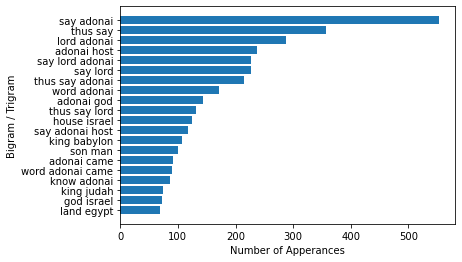 say adonai
thus say
lord adonai
adonai host
say lord adonai
say lord
thus say adonai
word adonai
adonai god
thus say lord
house israel
say adonai host
king babylon
son man
adonai came
word adonai came
know adonai
king judah
god israel
land egypt
Bigram / Trigram
0 100 200 300 400 500
Number of Apperances